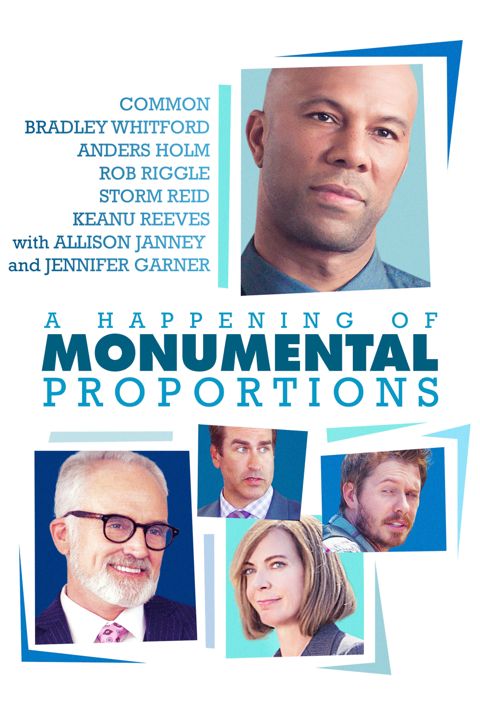 COMMON
BRADLEY WHITFORD
ANDERS HOLM
ROB RIGGLE
STORM REID
KEANU REEVES
with ALLISON JANNEY
and JENNIFER GARNER
A HAPPENING OF
MONUMENTAL
PROPORTIONS